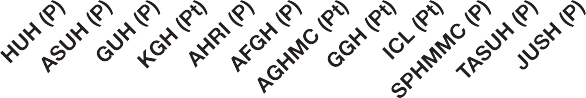 HUH (P)
ASUH (P)
GUH (P)
KGH (Pt)
AHRI (P)
AFGH (P)
AGHMC (Pt)
GGH (Pt)
ICL (Pt)
SPHMMC (P)
TASUH (P)
JUSH (P)